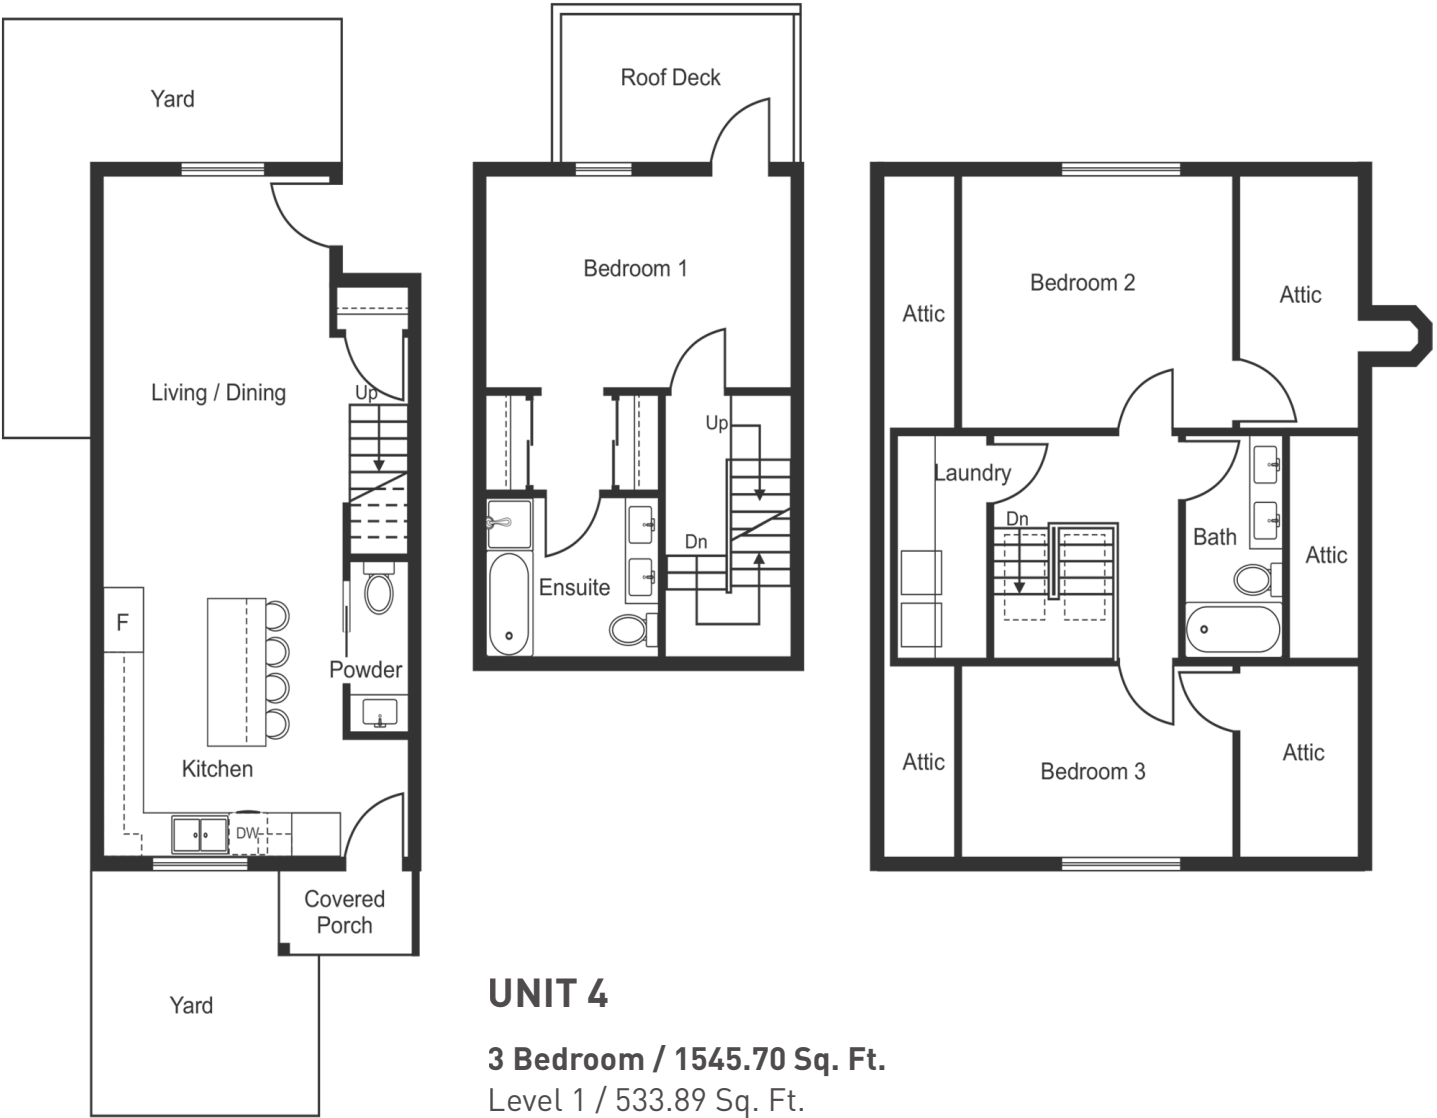 Yard
Living / Dining
Up
F
Powder
Kitchen
DW
Covered
Porch
Yard
Roof Deck
Bedroom 1
Up
Dn
Ensuite
Bedroom 2
Attic
Attic
Laundry
Dn
Bath
Attic
Attic
Bedroom 3
Attic
UNIT 4
3 Bedroom / 1545.70 Sq. Ft.
Level 1 / 533.89 Sq. Ft.